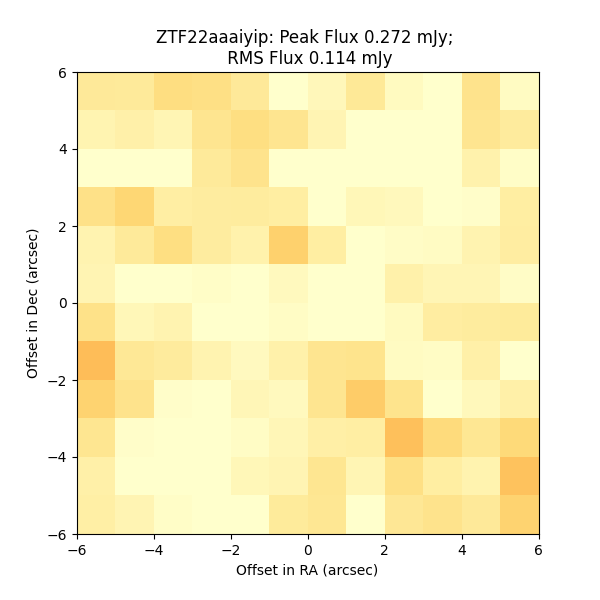 ZTF22aaaiyip: Peak Flux 0.272 mJy;
RMS Flux 0.114 mJy
6
4
2
0
−2
−4
−6
Offset in Dec (arcsec)
−6 −4 −2 0 2 4 6
Offset in RA (arcsec)